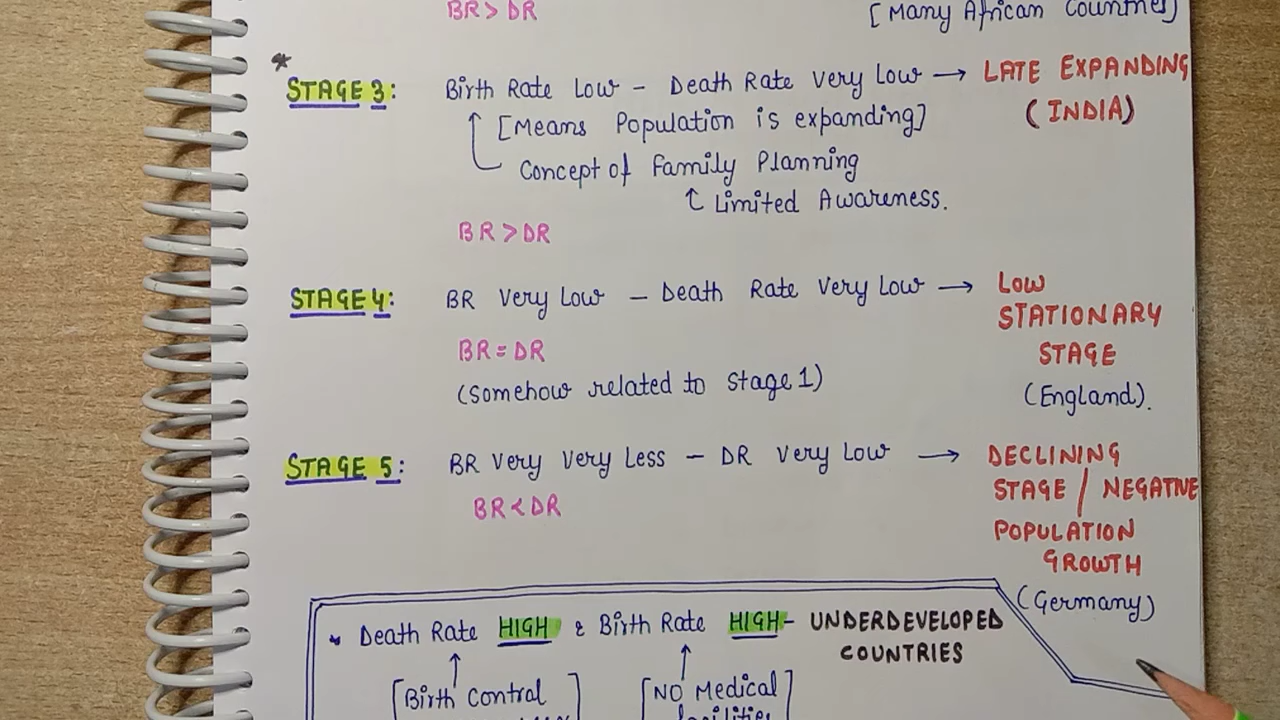 BR > DR
[Many African Countries]
* STAGE 3: Birth Rate Low - Death Rate Very Low → LATE EXPANDING
[Means Population is expanding] (INDIA)
Concept of Family Planning
↑ Limited Awareness.
BR > DR
STAGE 4: BR Very Low - Death Rate Very Low → LOW
STATIONARY
BR = DR STAGE
(Somehow related to Stage 1) (England).
STAGE 5: BR Very Very Less - DR Very Low → DECLINING
STAGE / NEGATIVE
BR < DR
POPULATION
GROWTH
(Germany)
Death Rate HIGH & Birth Rate HIGH - UNDERDEVELOPED
COUNTRIES
[Birth Control] [NO Medical]